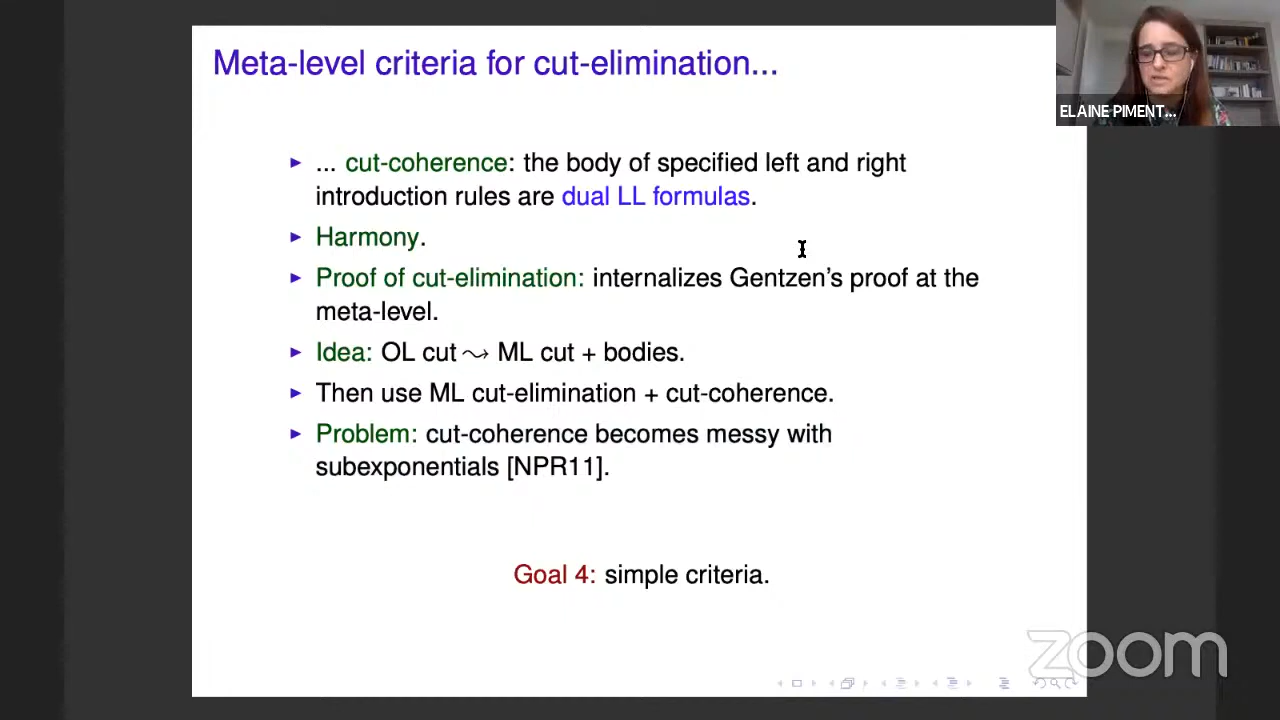 Meta-level criteria for cut-elimination...
ELAINE PIMENT...
► ... cut-coherence: the body of specified left and right
introduction rules are dual LL formulas.
► Harmony.
► Proof of cut-elimination: internalizes Gentzen's proof at the
meta-level.
► Idea: OL cut ⤳ ML cut + bodies.
► Then use ML cut-elimination + cut-coherence.
► Problem: cut-coherence becomes messy with
subexponentials [NPR11].
Goal 4: simple criteria.
zoom